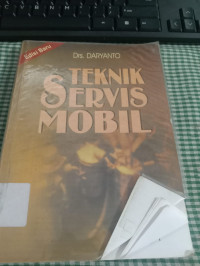 Edisi Baru
Drs. DARYANTO
TEKNIK
SERVIS
MOBIL